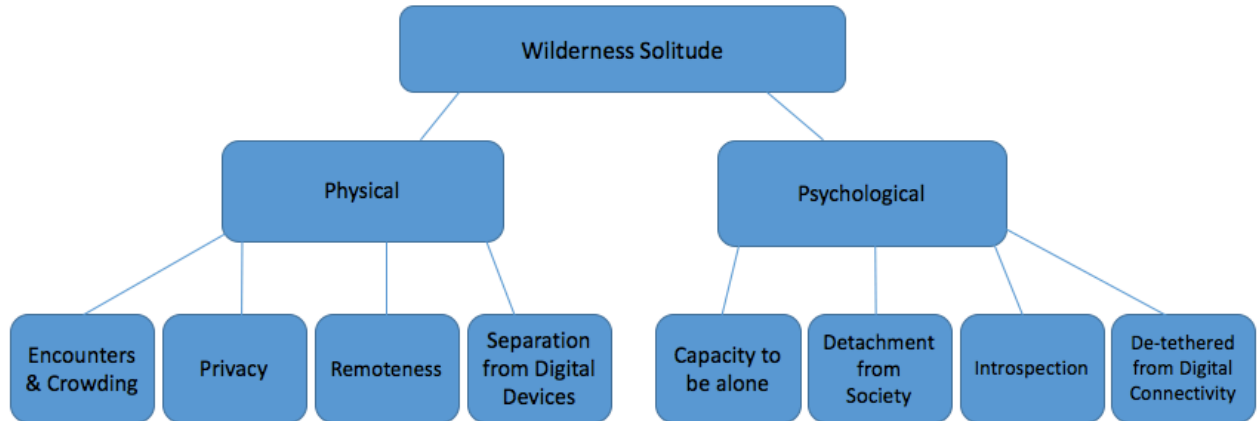 Wilderness Solitude
Physical
Psychological
Encounters
& Crowding
Privacy
Remoteness
Separation
from Digital
Devices
Capacity to
be alone
Detachment
from
Society
Introspection
De-tethered
from Digital
Connectivity